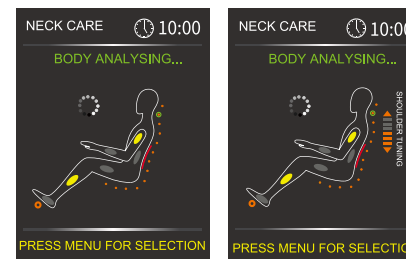 NECK CARE 10:00
BODY ANALYSING...
PRESS MENU FOR SELECTION
NECK CARE 10:00
BODY ANALYSING...
SHOULDER TUNING
PRESS MENU FOR SELECTIO